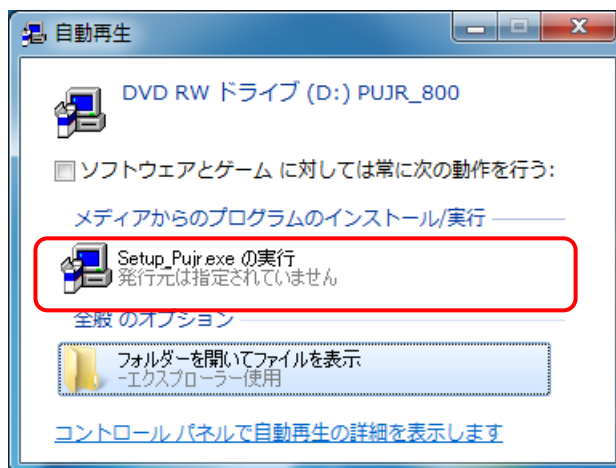 自動再生
DVD RW ドライブ (D:) PUJR_800
ソフトウェアとゲーム に対しては常に次の動作を行う:
メディアからのプログラムのインストール/実行
Setup_Pujr.exe の実行
発行元は指定されていません
全般 のオプション
フォルダーを開いてファイルを表示
-エクスプローラー使用
コントロール パネルで自動再生の詳細を表示します